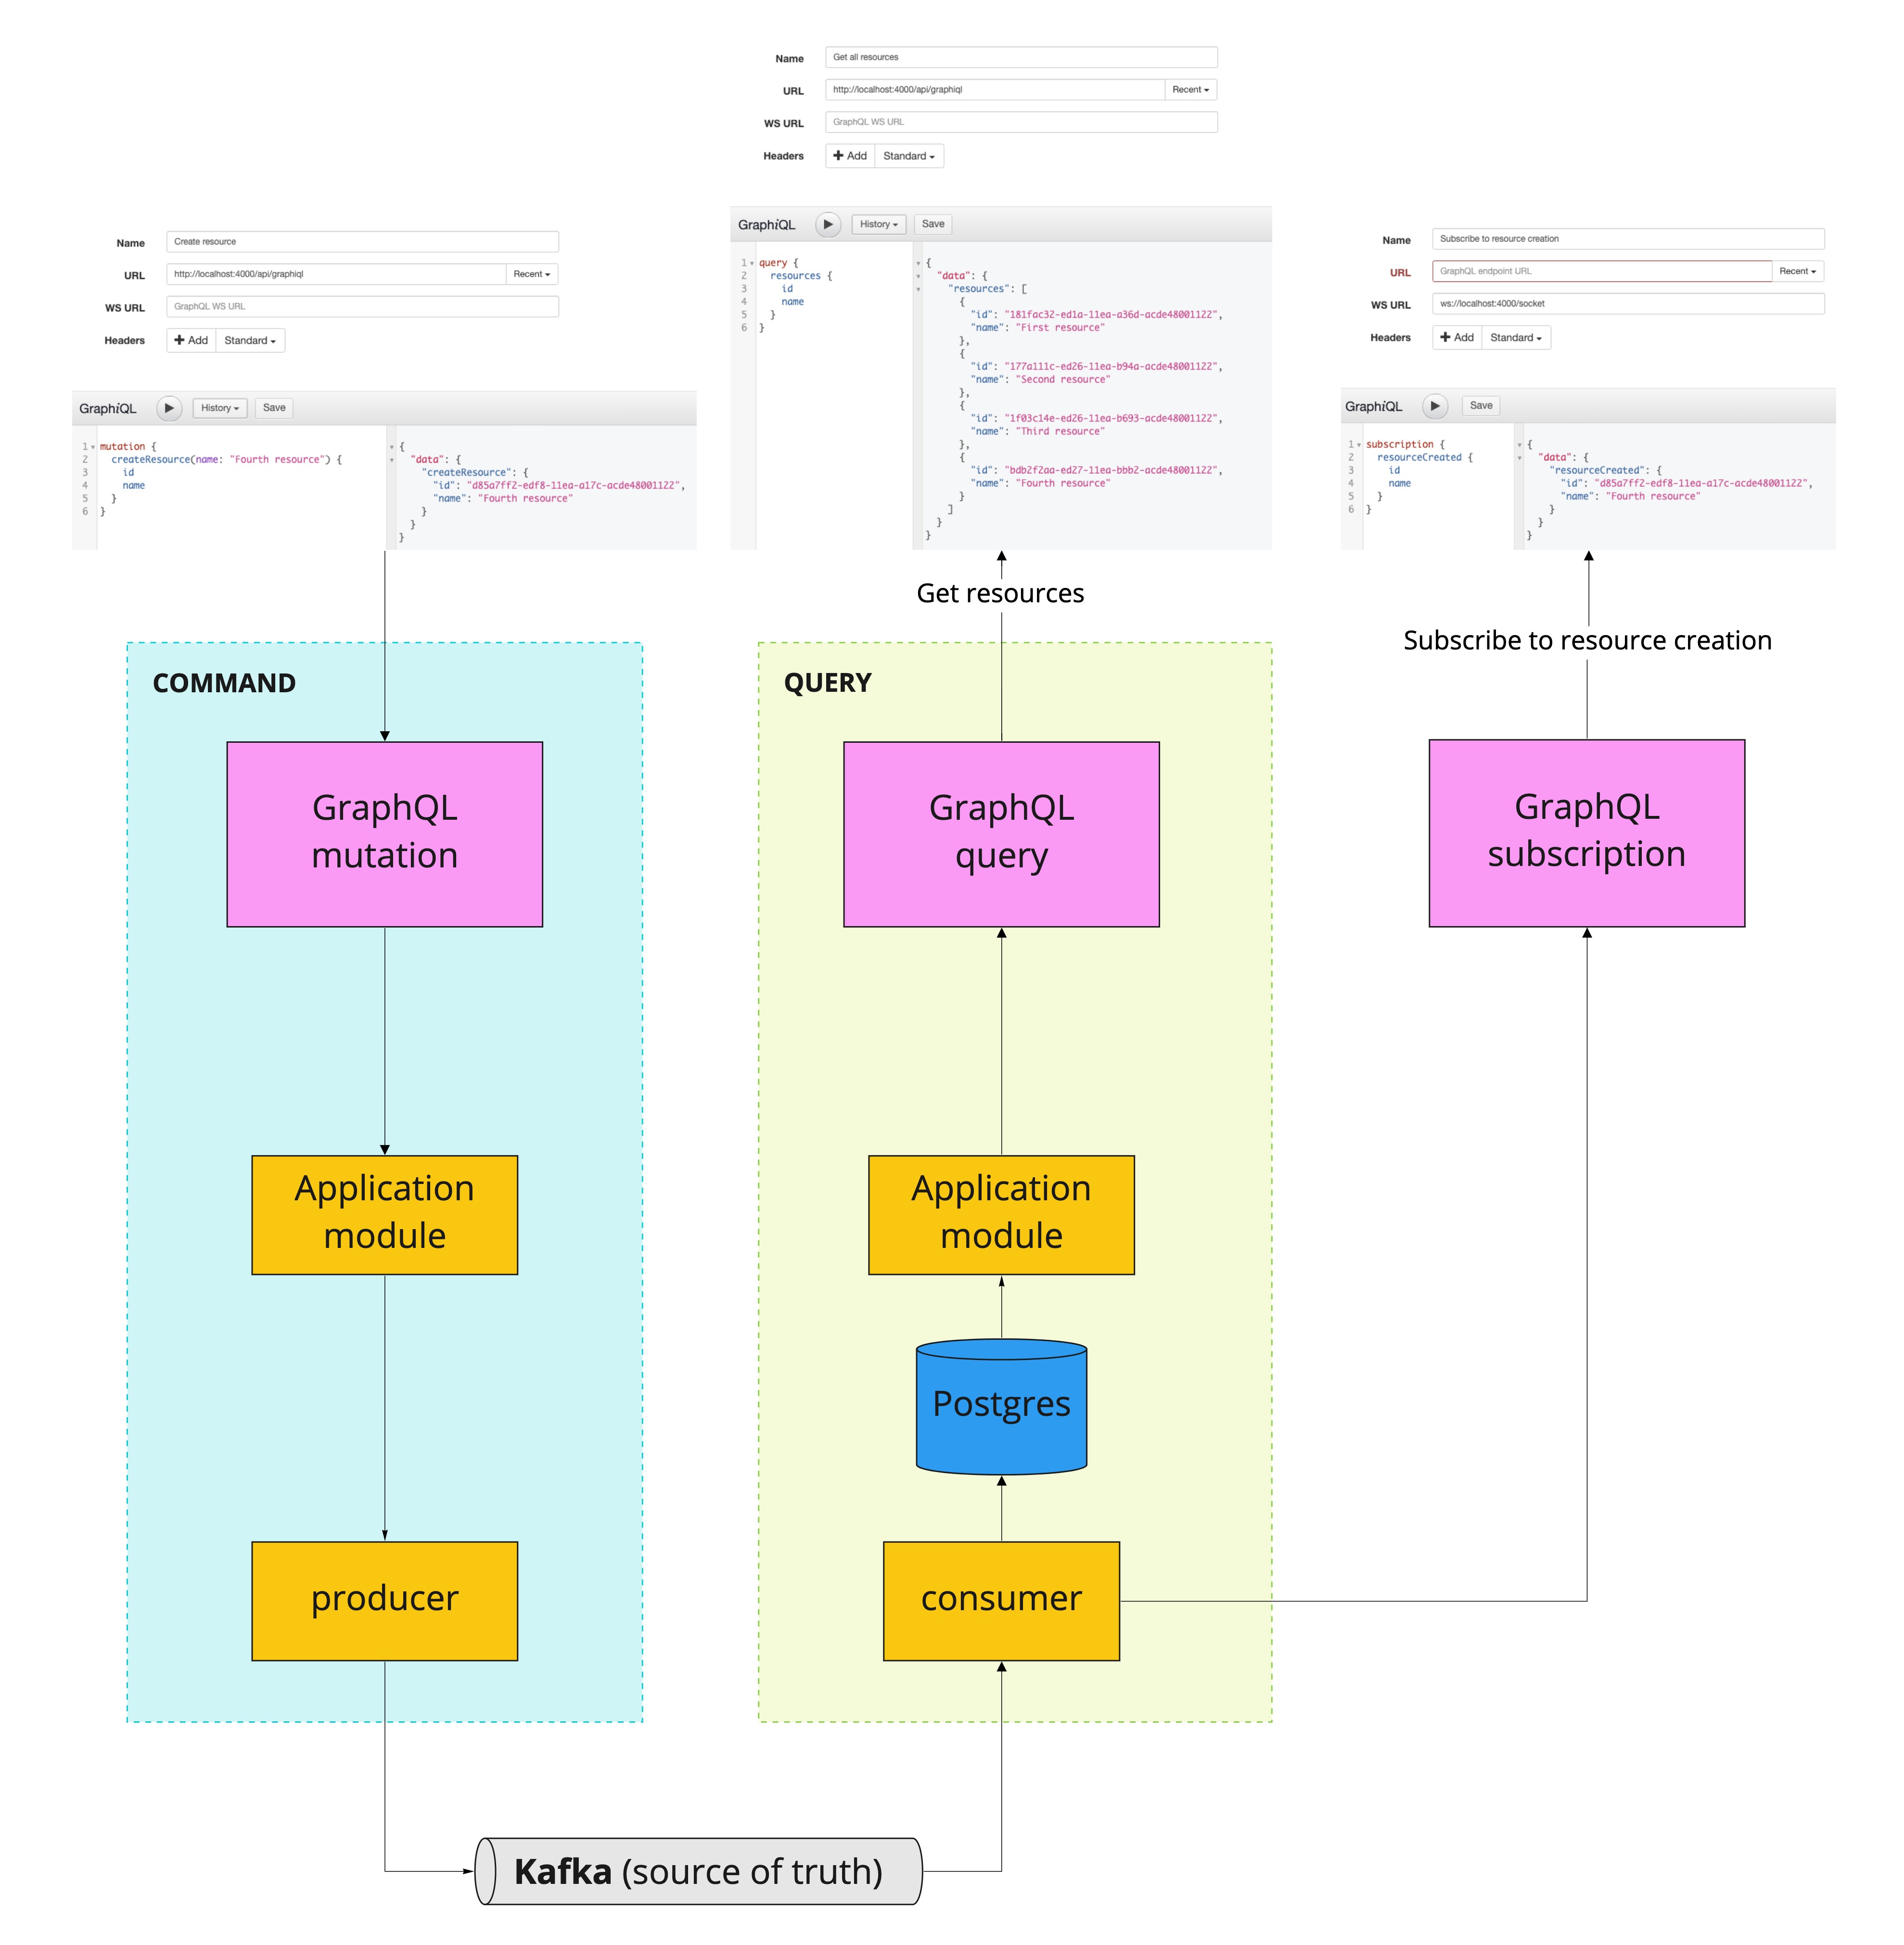 Name
Get all resources
URL
http://localhost:4000/api/graphiql
Recent
WS URL
GraphQL WS URL
Headers
+ Add
Standard
GraphiQL
History
Save
1 query {
2   resources {
3     id
4     name
5   }
6 }
{
  "data": {
    "resources": [
      {
        "id": "181fac32-ed1a-11ea-a36d-acde48001122",
        "name": "First resource"
      },
      {
        "id": "177a111c-ed26-11ea-b94a-acde48001122",
        "name": "Second resource"
      },
      {
        "id": "1f03c14e-ed26-11ea-b693-acde48001122",
        "name": "Third resource"
      },
      {
        "id": "bdb2f2aa-ed27-11ea-bbb2-acde48001122",
        "name": "Fourth resource"
      }
    ]
  }
}
Name
Create resource
URL
http://localhost:4000/api/graphiql
Recent
WS URL
GraphQL WS URL
Headers
+ Add
Standard
GraphiQL
History
Save
1 mutation {
2   createResource(name: "Fourth resource") {
3     id
4     name
5   }
6 }
{
  "data": {
    "createResource": {
      "id": "d85a7ff2-edf8-11ea-a17c-acde48001122",
      "name": "Fourth resource"
    }
  }
}
Name
Subscribe to resource creation
URL
GraphQL endpoint URL
Recent
WS URL
ws://localhost:4000/socket
Headers
+ Add
Standard
GraphiQL
Save
1 subscription {
2   resourceCreated {
3     id
4     name
5   }
6 }
{
  "data": {
    "resourceCreated": {
      "id": "d85a7ff2-edf8-11ea-a17c-acde48001122",
      "name": "Fourth resource"
    }
  }
}
Get resources
Subscribe to resource creation
COMMAND
GraphQL
mutation
Application
module
producer
QUERY
GraphQL
query
Application
module
Postgres
consumer
GraphQL
subscription
Kafka (source of truth)